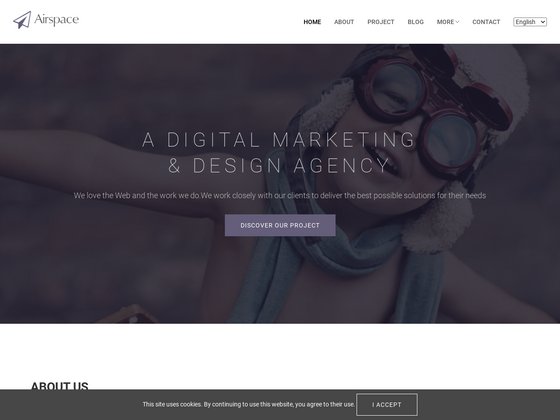 Airspace
HOME ABOUT PROJECT BLOG MORE CONTACT English
A DIGITAL MARKETING
& DESIGN AGENCY
We love the Web and the work we do.We work closely with our clients to deliver the best possible solutions for their needs
DISCOVER OUR PROJECT
ABOUT US
This site uses cookies. By continuing to use this website, you agree to their use. I ACCEPT